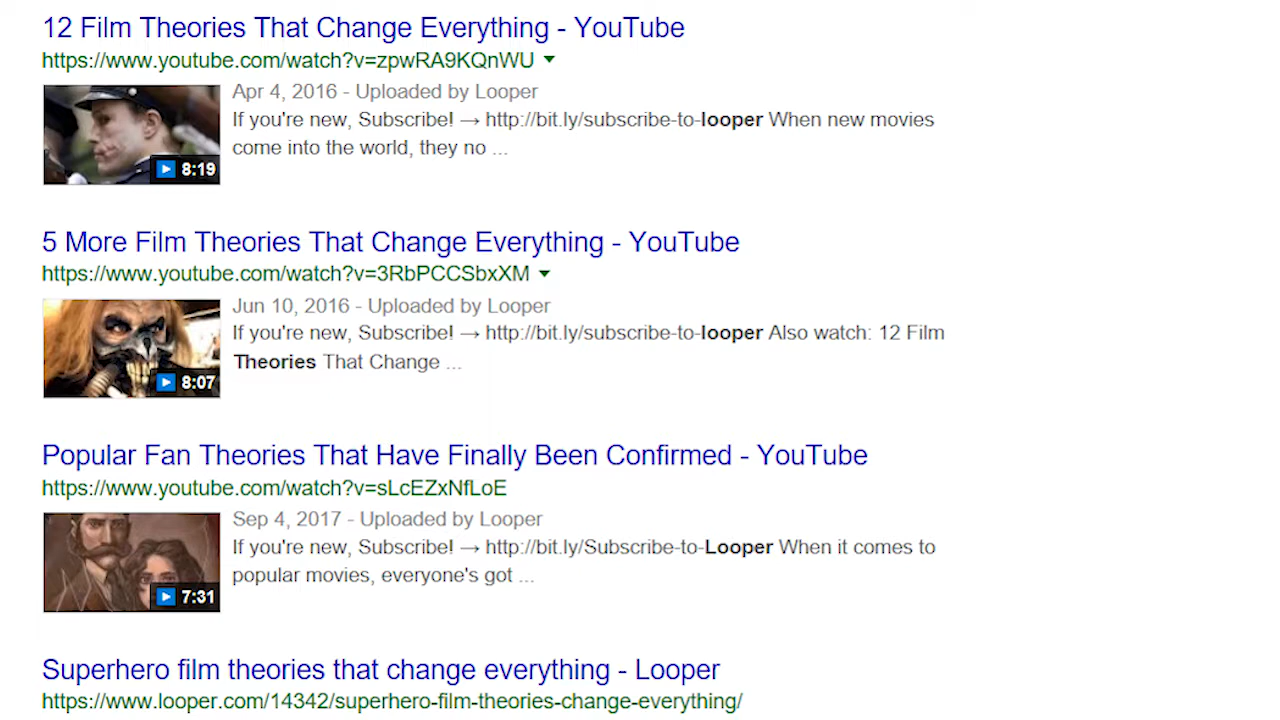 12 Film Theories That Change Everything - YouTube
https://www.youtube.com/watch?v=zpwRA9KQnWU
Apr 4, 2016 - Uploaded by Looper
If you're new, Subscribe! → http://bit.ly/subscribe-to-looper When new movies
come into the world, they no ...
8:19
5 More Film Theories That Change Everything - YouTube
https://www.youtube.com/watch?v=3RbPCCSbxXM
Jun 10, 2016 - Uploaded by Looper
If you're new, Subscribe! → http://bit.ly/subscribe-to-looper Also watch: 12 Film
Theories That Change ...
8:07
Popular Fan Theories That Have Finally Been Confirmed - YouTube
https://www.youtube.com/watch?v=sLcEZxNfLoE
Sep 4, 2017 - Uploaded by Looper
If you're new, Subscribe! → http://bit.ly/Subscribe-to-Looper When it comes to
popular movies, everyone's got ...
7:31
Superhero film theories that change everything - Looper
https://www.looper.com/14342/superhero-film-theories-change-everything/